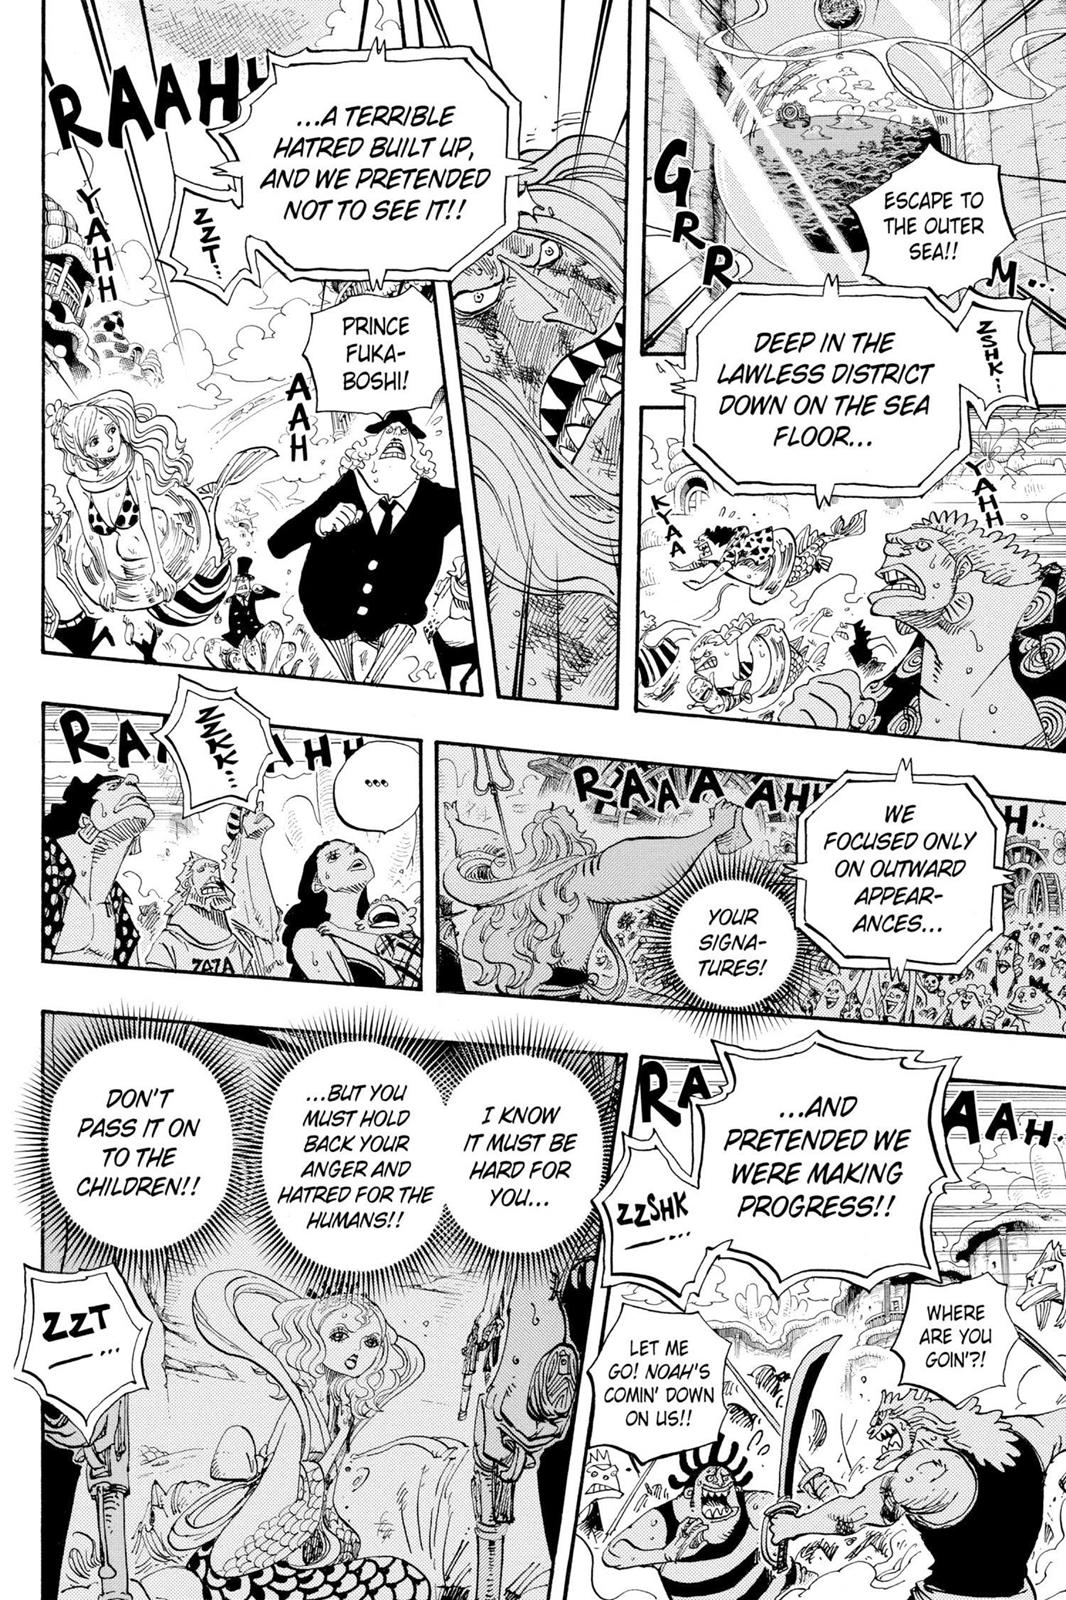 ESCAPE TO
THE OUTER
SEA!!
GRR
M...
ZSHK...
DEEP IN THE
LAWLESS DISTRICT
DOWN ON THE SEA
FLOOR...
YAHH
KYAA
RAAHH
...A TERRIBLE
HATRED BUILT UP,
AND WE PRETENDED
NOT TO SEE IT!!
ZZT...
YAHH
PRINCE
FUKA-
BOSHI!
AAH
WE
FOCUSED ONLY
ON OUTWARD
APPEAR-
ANCES...
RAAAAHH
H...
YOUR
SIGNA-
TURES!
...
ZZKK...
RAAAHH
ZAZA
...AND
PRETENDED WE
WERE MAKING
PROGRESS!!
RA
AAH.
ZZSHK
...
WHERE
ARE YOU
GOIN'?!
LET ME
GO! NOAH'S
COMIN' DOWN
ON US!!
I KNOW
IT MUST BE
HARD FOR
YOU...
...BUT YOU
MUST HOLD
BACK YOUR
ANGER AND
HATRED FOR THE
HUMANS!!
DON'T
PASS IT ON
TO THE
CHILDREN!!
ZZT
...